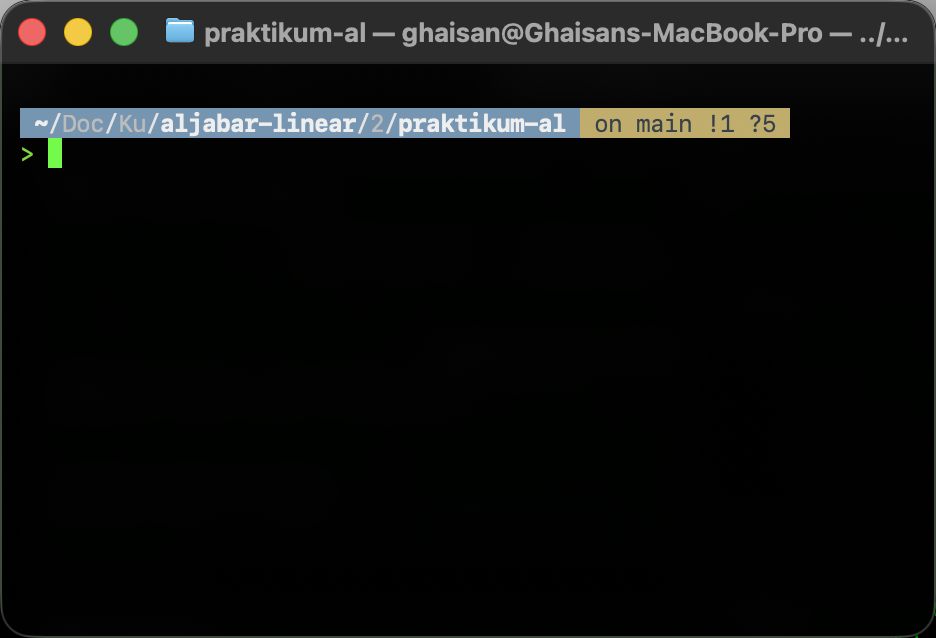 praktikum-al — ghaisan@Ghaisans-MacBook-Pro — ../...
~/Doc/Ku/aljabar-linear/2/praktikum-al on main !1 ?5
>